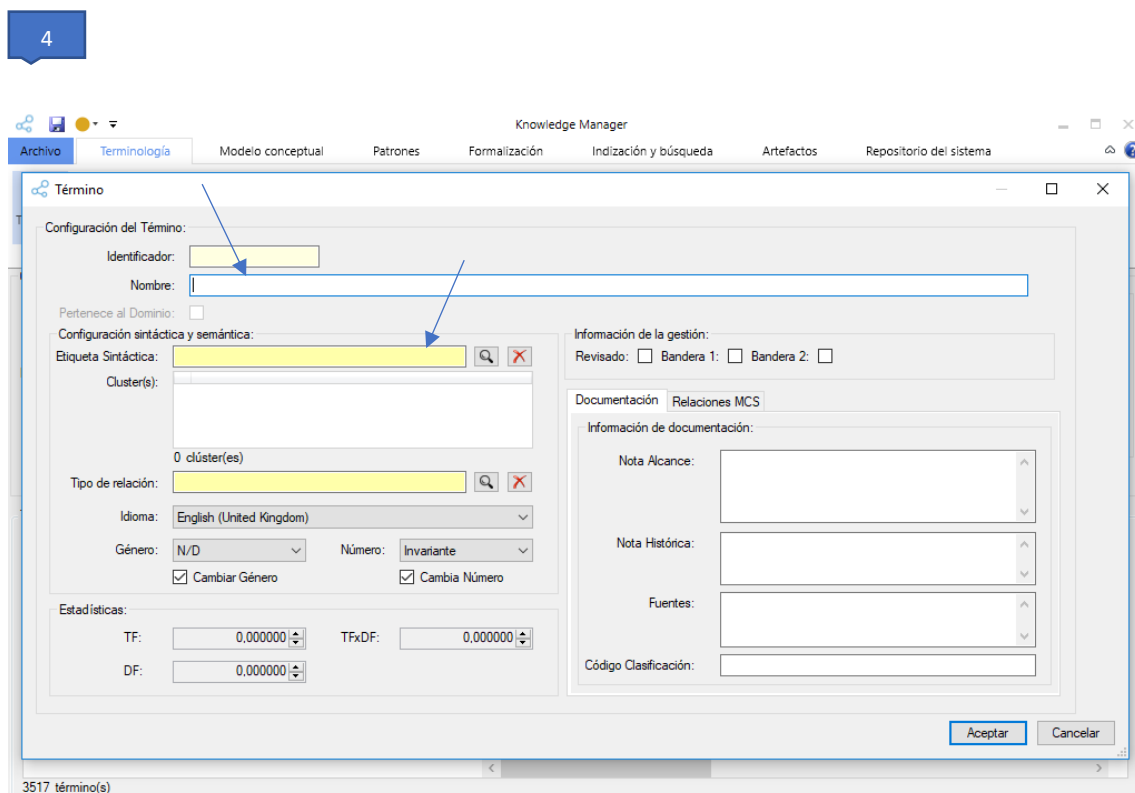 4
Knowledge Manager
Archivo Terminología Modelo conceptual Patrones Formalización Indización y búsqueda Artefactos Repositorio del sistema
Término
Configuración del Término:
Identificador:
Nombre:
Pertenece al Dominio:
Configuración sintáctica y semántica:
Etiqueta Sintáctica:
Cluster(s):
0 clúster(es)
Tipo de relación:
Idioma: English (United Kingdom)
Género: N/D Número: Invariante
Cambiar Género Cambia Número
Estadísticas:
TF: 0,000000 TFxDF: 0,000000
DF: 0,000000
Información de la gestión:
Revisado: Bandera 1: Bandera 2:
Documentación Relaciones MCS
Información de documentación:
Nota Alcance:
Nota Histórica:
Fuentes:
Código Clasificación:
Aceptar Cancelar
3517 término(s)